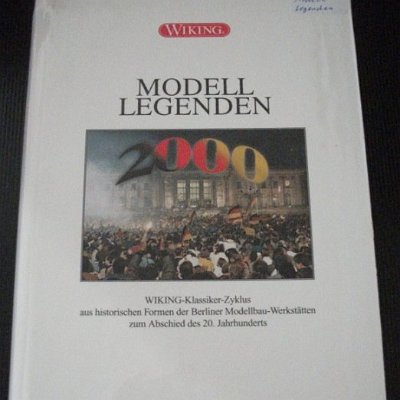 Modell
Legenden
WIKING
MODELL
LEGENDEN
2000
WIKING-Klassiker-Zyklus
aus historischen Formen der Berliner Modellbau-Werkstätten
zum Abschied des 20. Jahrhunderts